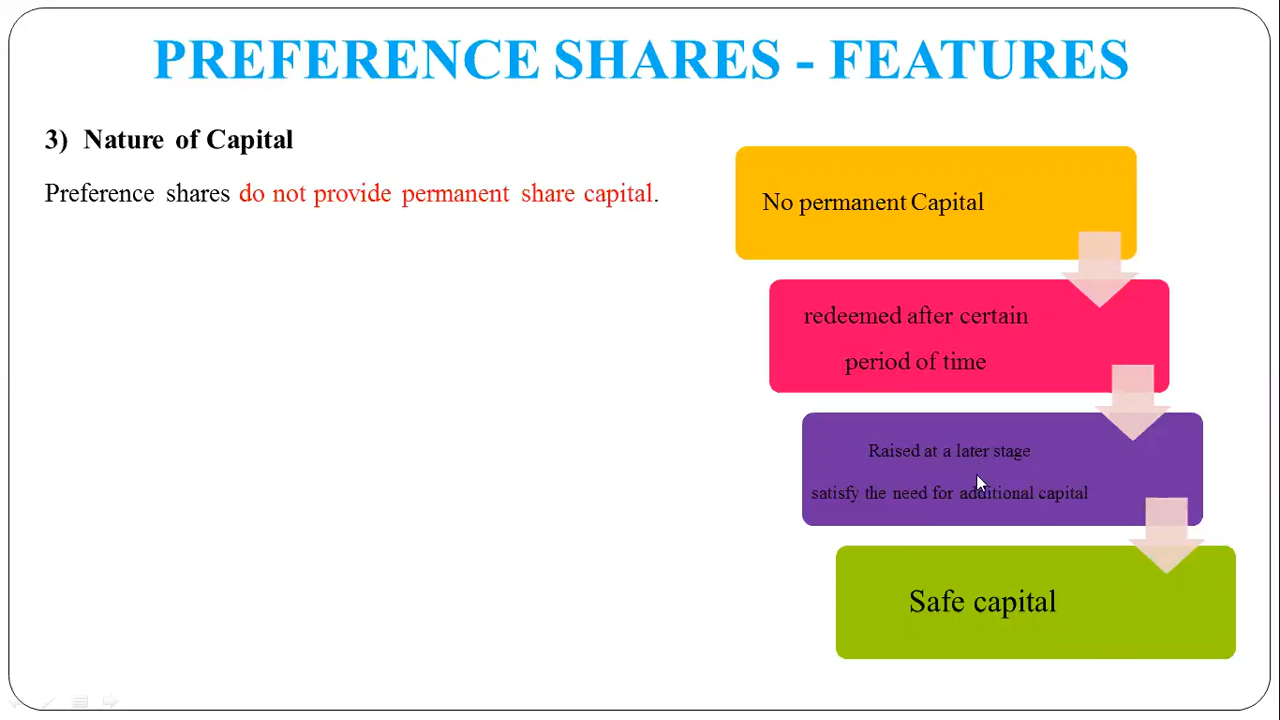 PREFERENCE SHARES - FEATURES
3) Nature of Capital
Preference shares do not provide permanent share capital.
No permanent Capital
redeemed after certain
period of time
Raised at a later stage
satisfy the need for additional capital
Safe capital